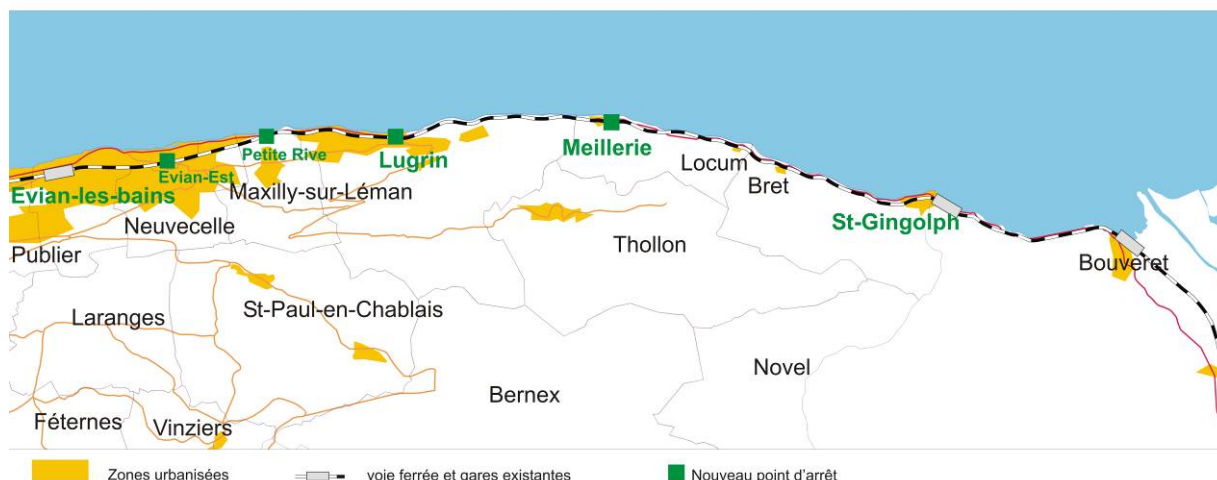 Petite Rive
Lugrin
Meillerie
Locum
Evian-Est
Evian-les-bains
Maxilly-sur-Léman
Bret
St-Gingolph
Neuvecelle
Publier
Thollon
Bouveret
Laranges
St-Paul-en-Chablais
Novel
Bernex
Féternes
Vinziers
Zones urbanisées
voie ferrée et gares existantes
Nouveau point d'arrêt